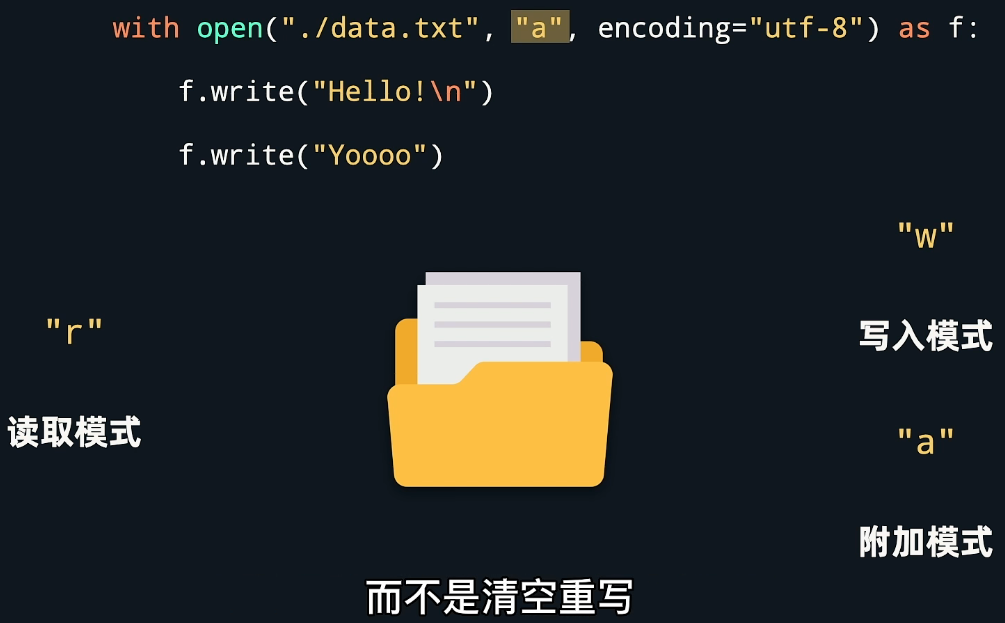 with open("./data.txt", "a", encoding="utf-8") as f:
f.write("Hello!\n")
f.write("Yoooo")
"r"
读取模式
"w"
写入模式
"a"
附加模式
而不是清空重写